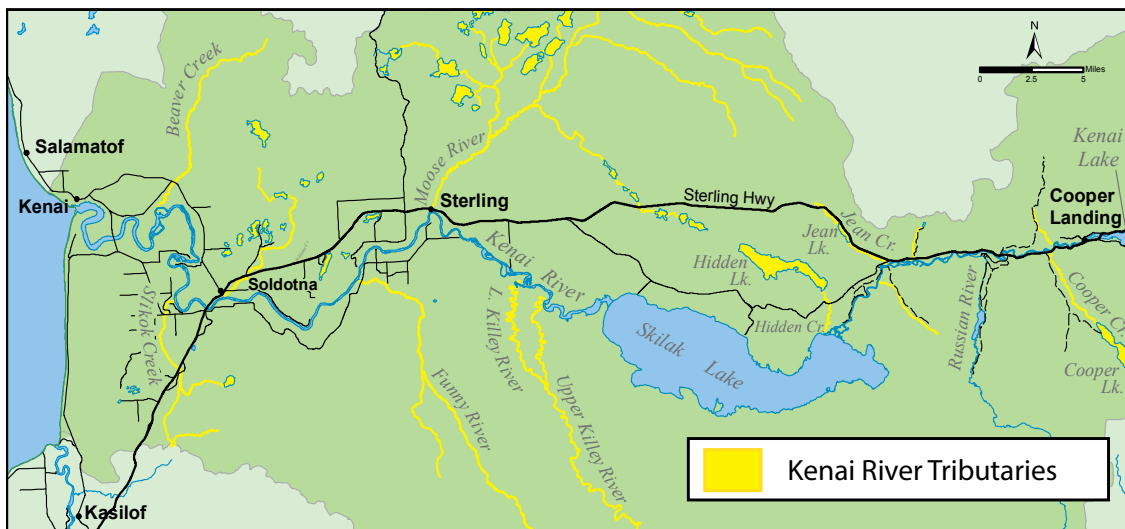 N
Miles
0 2.5 5
Beaver Creek
Kenai
Lake
Salamatof
Kenai
Moose River
Sterling
Sterling Hwy
Cooper
Landing
Jean Cr.
Jean
Lk.
Kenai River
Hidden
Lk.
Soldotna
Slikok Creek
L. Killey River
Hidden Cr.
Skilak
Lake
Russian River
Cooper Cr.
Cooper
Lk.
Funny River
Upper Killey River
Kenai River Tributaries
Kasilof